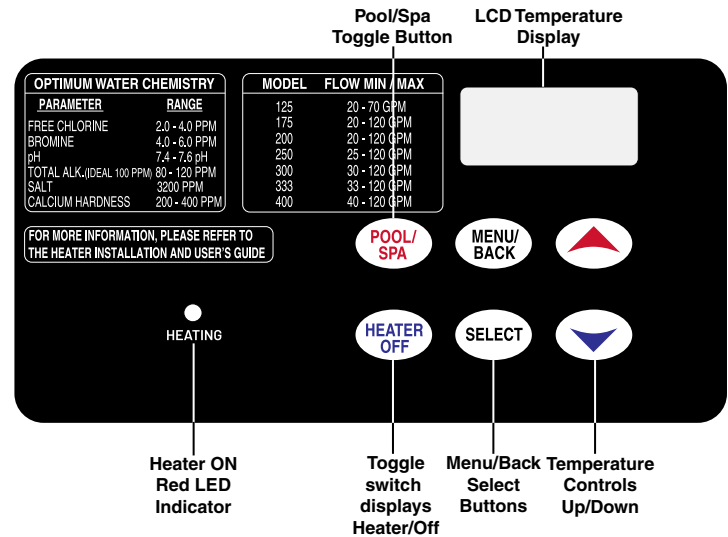 Pool/Spa
Toggle Button
LCD Temperature
Display
OPTIMUM WATER CHEMISTRY
PARAMETER RANGE
FREE CHLORINE 2.0 - 4.0 PPM
BROMINE 4.0 - 6.0 PPM
pH 7.4 - 7.6 pH
TOTAL ALK.(IDEAL 100 PPM) 80 - 120 PPM
SALT 3200 PPM
CALCIUM HARDNESS 200 - 400 PPM
MODEL FLOW MIN / MAX
125 20 - 70 GPM
175 20 - 120 GPM
200 20 - 120 GPM
250 25 - 120 GPM
300 30 - 120 GPM
333 33 - 120 GPM
400 40 - 120 GPM
FOR MORE INFORMATION, PLEASE REFER TO
THE HEATER INSTALLATION AND USER'S GUIDE
POOL/
SPA
MENU/
BACK
HEATING
HEATER
OFF
SELECT
Heater ON
Red LED
Indicator
Toggle
switch
displays
Heater/Off
Menu/Back
Select
Buttons
Temperature
Controls
Up/Down